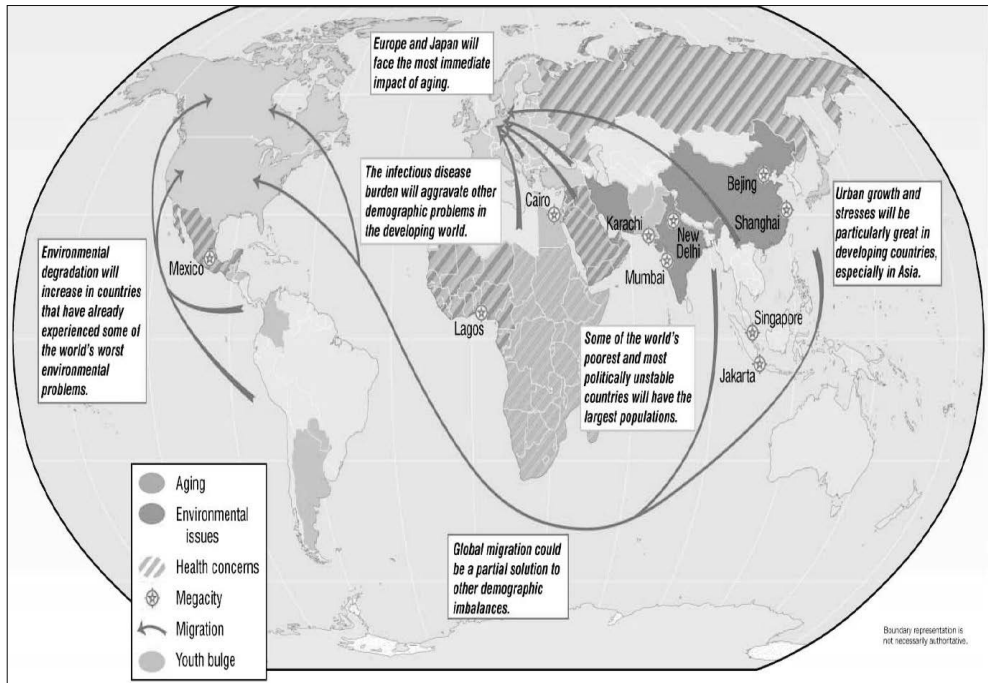 Europe and Japan will
face the most immediate
impact of aging.
The infectious disease
burden will aggravate other
demographic problems in
the developing world.
Cairo
Bejing
Karachi
New
Delhi
Shanghai
Mumbai
Urban growth and
stresses will be
particularly great in
developing countries,
especially in Asia.
Environmental
degradation will
increase in countries
that have already
experienced some of
the world's worst
environmental
problems.
Mexico
Lagos
Singapore
Jakarta
Some of the world's
poorest and most
politically unstable
countries will have the
largest populations.
Aging
Environmental
issues
Health concerns
Megacity
Migration
Youth bulge
Global migration could
be a partial solution to
other demographic
imbalances.
Boundary representation is
not necessarily authoritative.